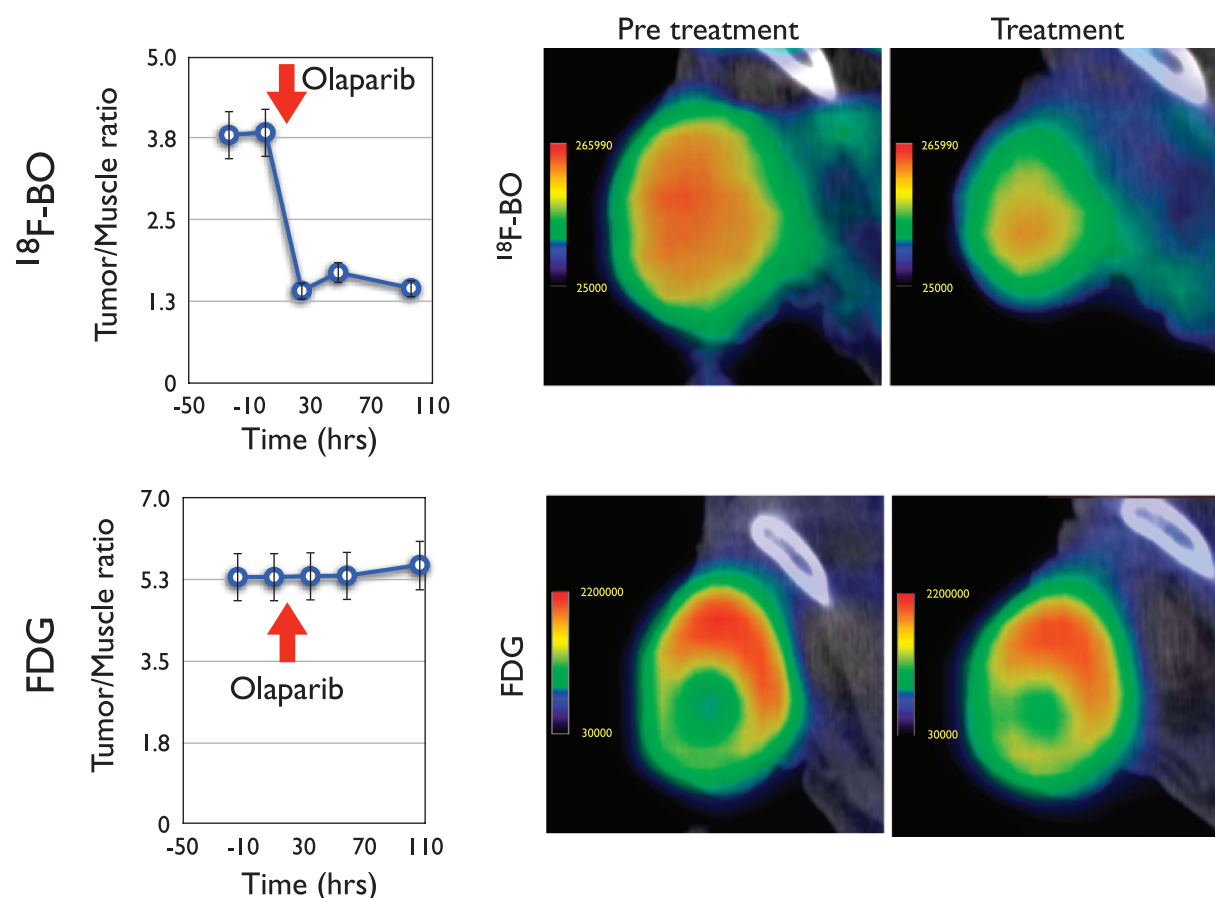 Pre treatment
Treatment
18F-BO
Tumor/Muscle ratio
5.0
3.8
2.5
1.3
0
Olaparib
-50 -10 30 70 110
Time (hrs)
18F-BO
265990
25000
265990
25000
FDG
Tumor/Muscle ratio
7.0
5.3
3.5
1.8
0
Olaparib
-50 -10 30 70 110
Time (hrs)
FDG
2200000
30000
2200000
30000